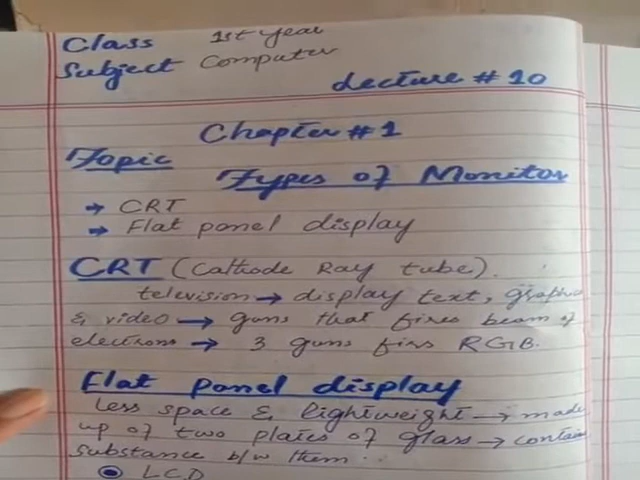 Class 1st year
Subject Computer
Lecture # 10
Chapter # 1
Topic
Types of Monitor
→ CRT
→ Flat panel display
CRT (Cathode Ray tube).
television → display text, graphics
& video → guns that fires beam of
electrons → 3 guns firs RGB.
Flat panel display
less space & lightweight → made
up of two plates of glass → contain
substance b/w them..
LCD